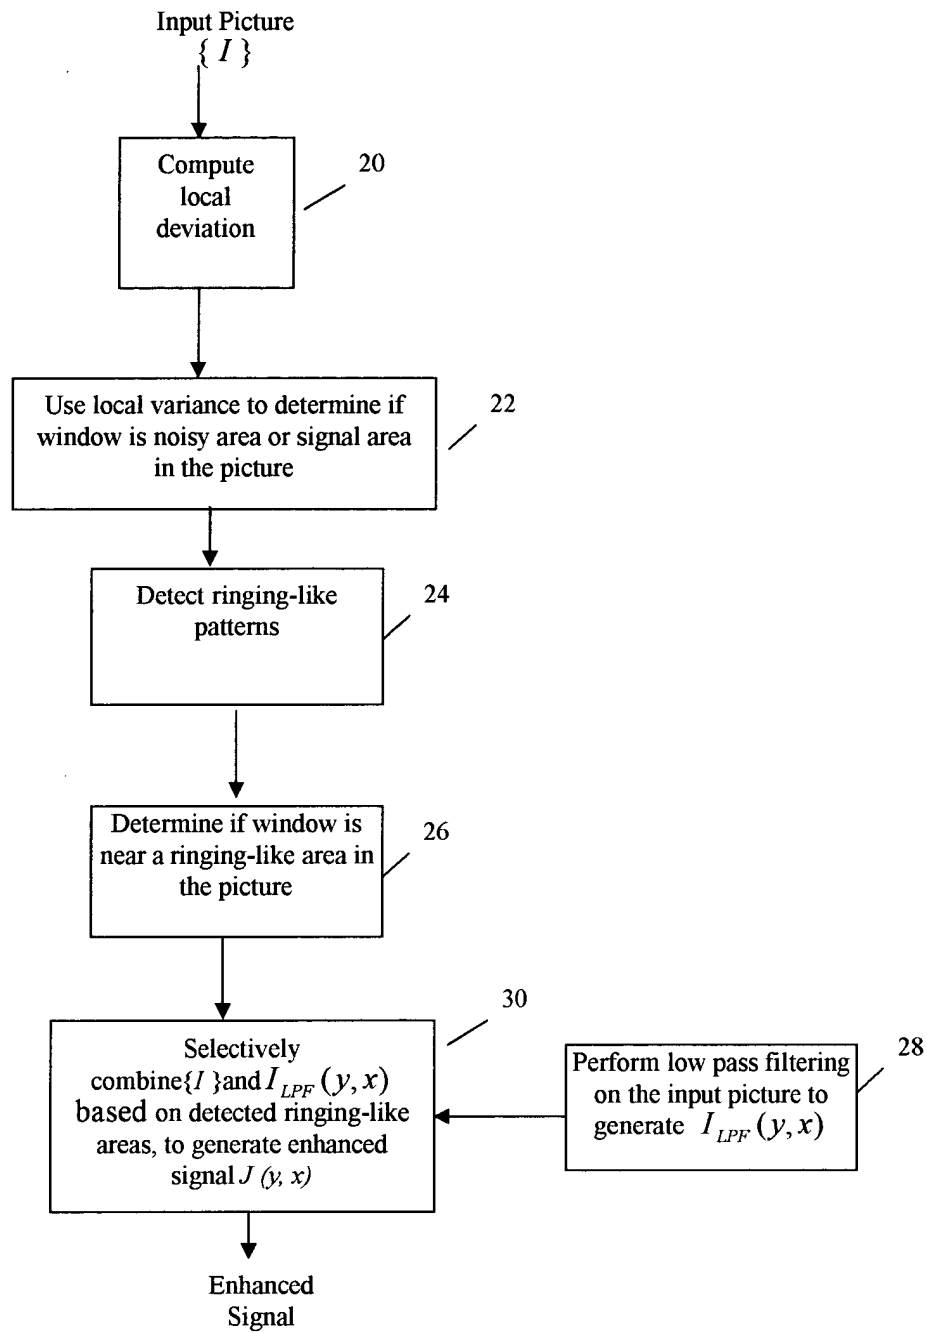 Input Picture
{ I }
Compute
local
deviation
20
Use local variance to determine if
window is noisy area or signal area
in the picture
22
Detect ringing-like
patterns
24
Determine if window is
near a ringing-like area in
the picture
26
30
Selectively
combine{I }and I LPF (y, x)
based on detected ringing-like
areas, to generate enhanced
signal J (y, x)
28
Perform low pass filtering
on the input picture to
generate I LPF (y, x)
Enhanced
Signal